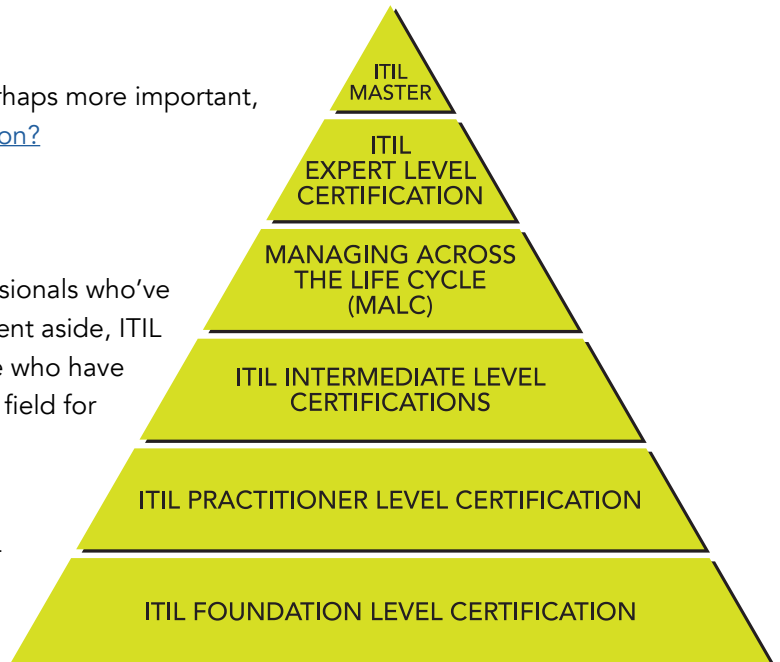 rhaps more important,
on?
sionals who've
ent aside, ITIL
e who have
field for
ITIL
MASTER
ITIL
EXPERT LEVEL
CERTIFICATION
MANAGING ACROSS
THE LIFE CYCLE
(MALC)
ITIL INTERMEDIATE LEVEL
CERTIFICATIONS
ITIL PRACTITIONER LEVEL CERTIFICATION
ITIL FOUNDATION LEVEL CERTIFICATION